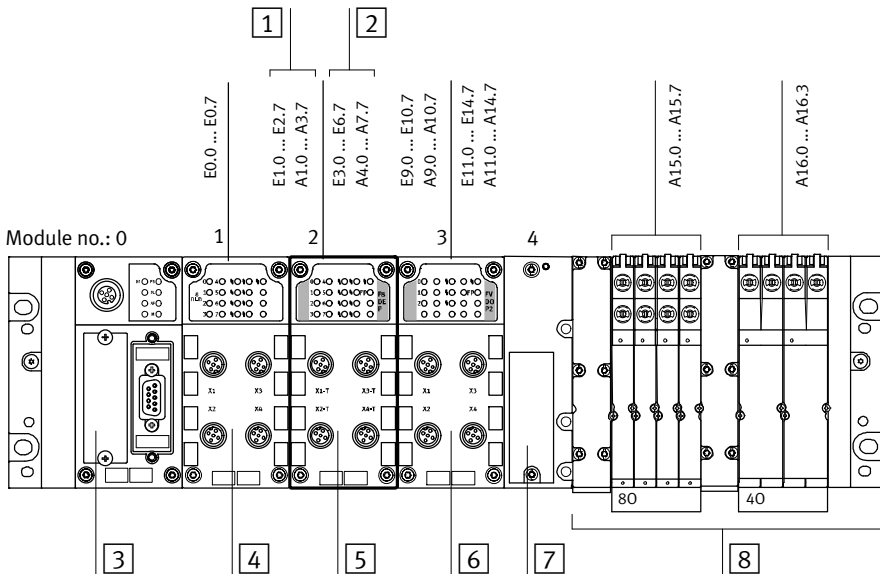 1 2
E0.0 ... E0.7
E1.0 ... E2.7
A1.0 ... A3.7
E3.0 ... E6.7
A4.0 ... A7.7
E9.0 ... E10.7
A9.0 ... A10.7
E11.0 ... E14.7
A11.0 ... A14.7
A15.0 ... A15.7
A16.0 ... A16.3
Module no.: 0 1 2 3 4
X1 X3 X1-T X3-T X1 X3
X2 X4 X2-T X4-T X2 X4
8O 4O
3 4 5 6 7 8